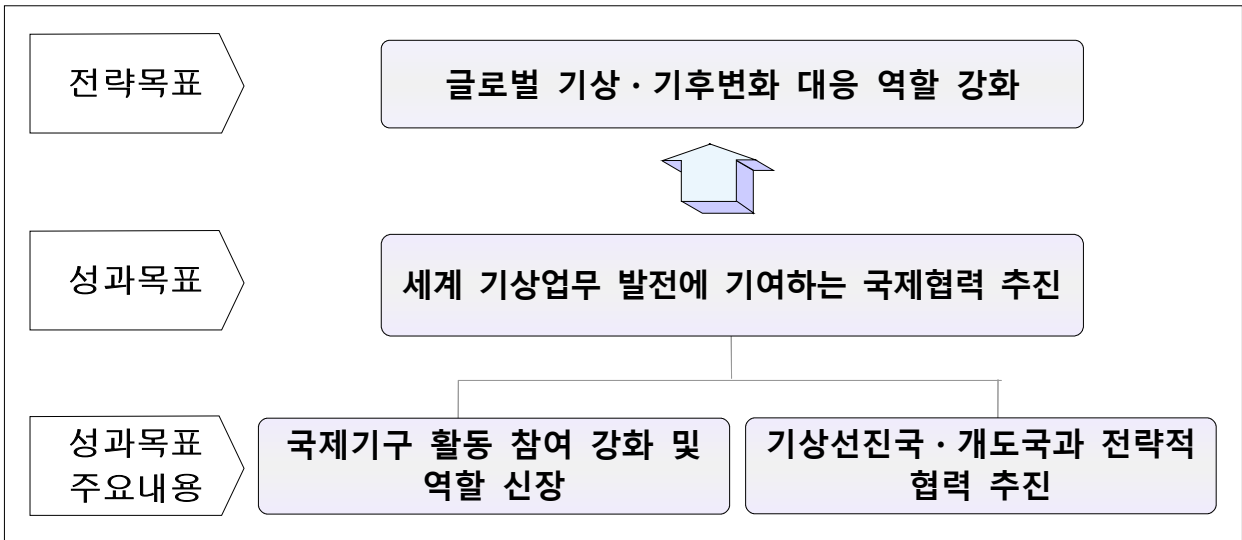 전략목표
글로벌 기상 · 기후변화 대응 역할 강화
성과목표
세계 기상업무 발전에 기여하는 국제협력 추진
성과목표
주요내용
국제기구 활동 참여 강화 및
역할 신장
기상선진국 · 개도국과 전략적
협력 추진